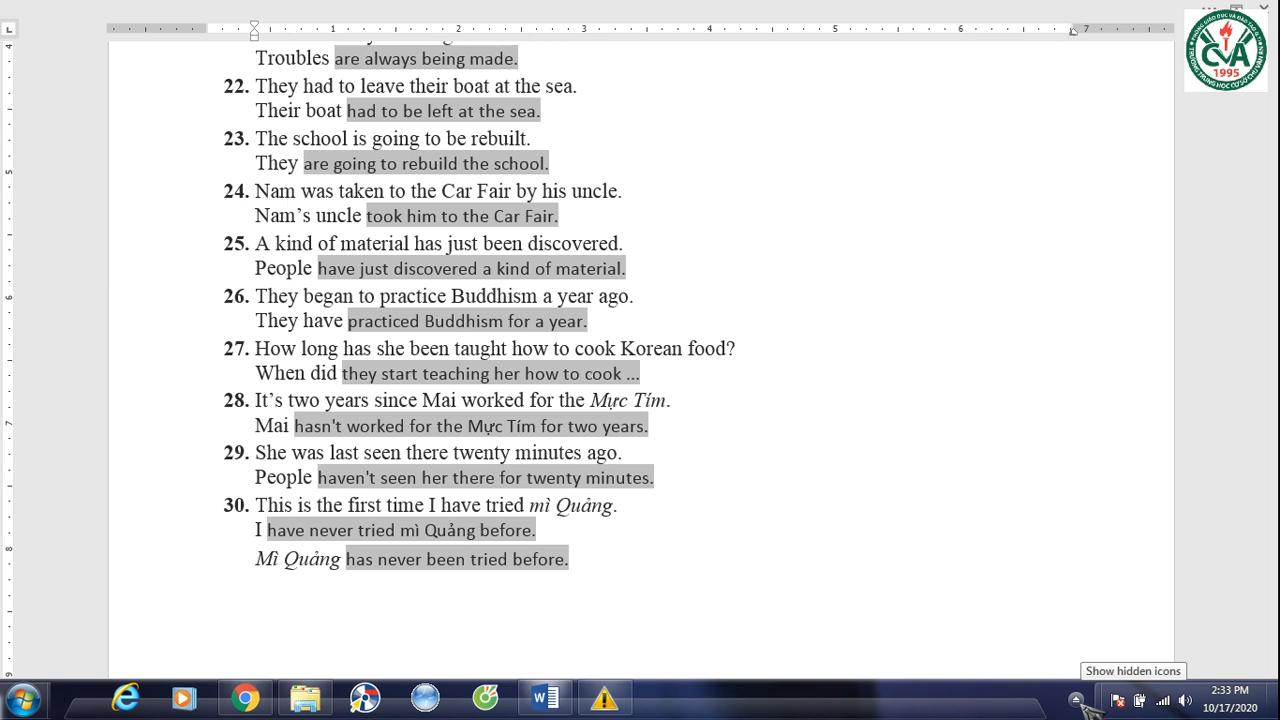 Troubles are always being made.
22. They had to leave their boat at the sea.
Their boat had to be left at the sea.
23. The school is going to be rebuilt.
They are going to rebuild the school.
24. Nam was taken to the Car Fair by his uncle.
Nam's uncle took him to the Car Fair.
25. A kind of material has just been discovered.
People have just discovered a kind of material.
26. They began to practice Buddhism a year ago.
They have practiced Buddhism for a year.
27. How long has she been taught how to cook Korean food?
When did they start teaching her how to cook ...
28. It's two years since Mai worked for the Mực Tím.
Mai hasn't worked for the Mực Tím for two years.
29. She was last seen there twenty minutes ago.
People haven't seen her there for twenty minutes.
30. This is the first time I have tried mì Quảng.
I have never tried mì Quảng before.
Mì Quảng has never been tried before.
CVA
1995
Show hidden icons
2:33 PM
10/17/2020